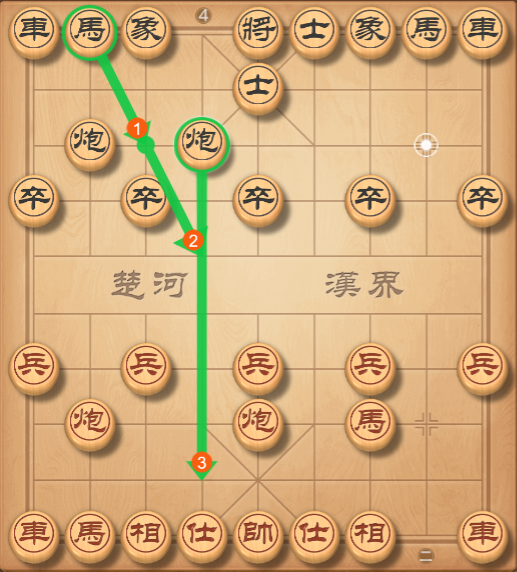 4
車 馬 象 將 士 象 馬 車
士
1
炮 炮
卒 卒 卒 卒 卒
2
楚河 漢界
兵 兵 兵 兵 兵
炮 炮 馬
3
車 馬 相 仕 帥 仕 相 車
二